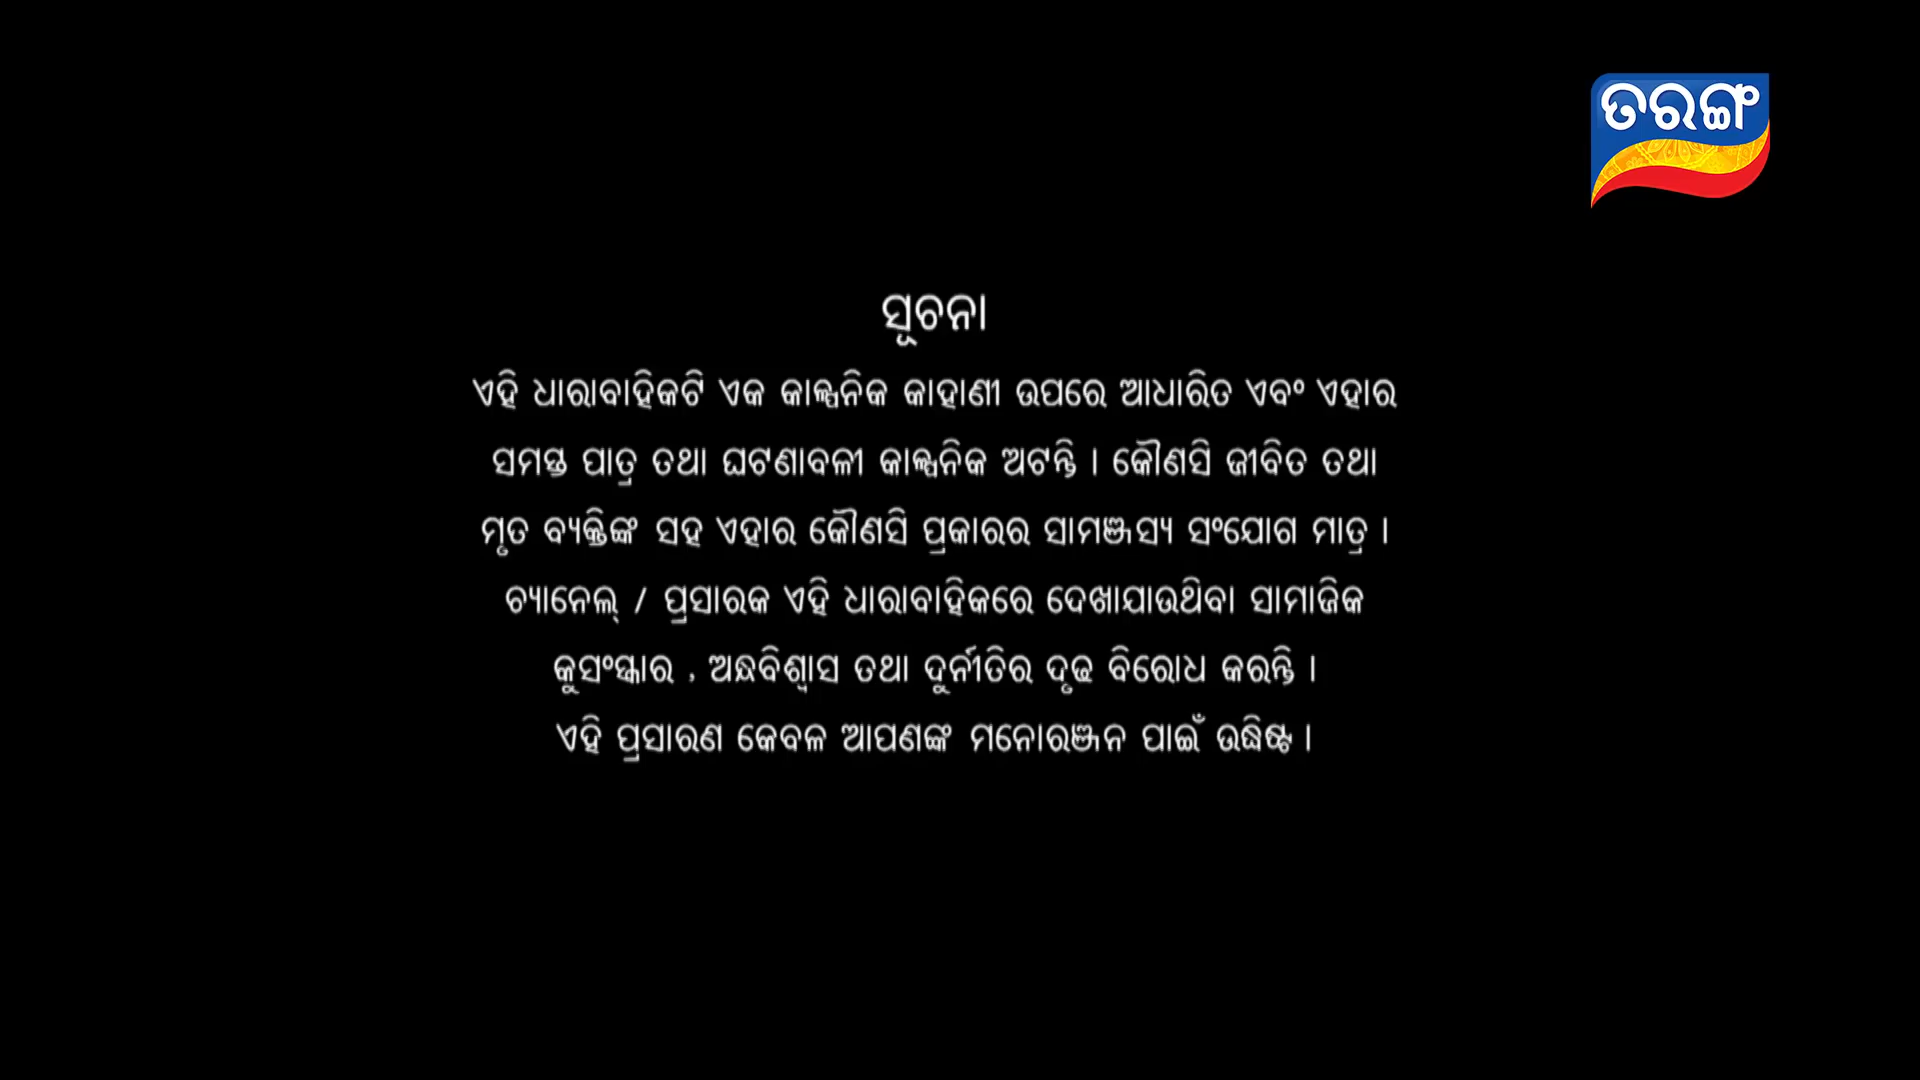 ତରଙ୍ଗ
ସୂଚନା
ଏହି ଧାରାବାହିକଟି ଏକ କାଳ୍ପନିକ କାହାଣୀ ଉପରେ ଆଧାରିତ ଏବଂ ଏହାର
ସମସ୍ତ ପାତ୍ର ତଥା ଘଟଣାବଳୀ କାଳ୍ପନିକ ଅଟନ୍ତି । କୌଣସି ଜୀବିତ ତଥା
ମୃତ ବ୍ୟକ୍ତିଙ୍କ ସହ ଏହାର କୌଣସି ପ୍ରକାରର ସାମଞ୍ଜସ୍ୟ ସଂଯୋଗ ମାତ୍ର ।
ଚ୍ୟାନେଲ୍ / ପ୍ରସାରକ ଏହି ଧାରାବାହିକରେ ଦେଖାଯାଉଥିବା ସାମାଜିକ
କୁସଂସ୍କାର , ଅନ୍ଧବିଶ୍ୱାସ ତଥା ଦୁର୍ନୀତିର ଦୃଢ ବିରୋଧ କରନ୍ତି ।
ଏହି ପ୍ରସାରଣ କେବଳ ଆପଣଙ୍କ ମନୋରଞ୍ଜନ ପାଇଁ ଉଦ୍ଧିଷ୍ଟ ।